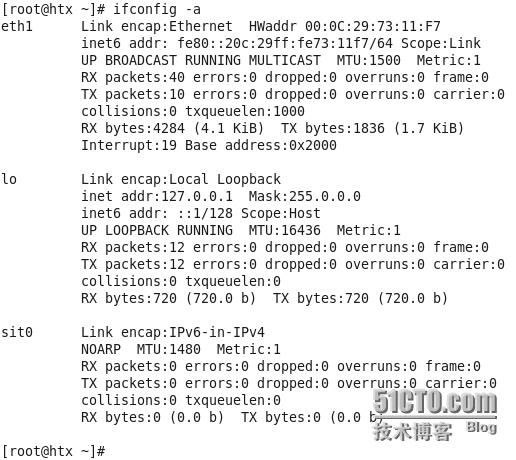 [root@htx ~]# ifconfig -a
eth1      Link encap:Ethernet  HWaddr 00:0C:29:73:11:F7
          inet6 addr: fe80::20c:29ff:fe73:11f7/64 Scope:Link
          UP BROADCAST RUNNING MULTICAST  MTU:1500  Metric:1
          RX packets:40 errors:0 dropped:0 overruns:0 frame:0
          TX packets:10 errors:0 dropped:0 overruns:0 carrier:0
          collisions:0 txqueuelen:1000
          RX bytes:4284 (4.1 KiB)  TX bytes:1836 (1.7 KiB)
          Interrupt:19 Base address:0x2000
lo        Link encap:Local Loopback
          inet addr:127.0.0.1  Mask:255.0.0.0
          inet6 addr: ::1/128 Scope:Host
          UP LOOPBACK RUNNING  MTU:16436  Metric:1
          RX packets:12 errors:0 dropped:0 overruns:0 frame:0
          TX packets:12 errors:0 dropped:0 overruns:0 carrier:0
          collisions:0 txqueuelen:0
          RX bytes:720 (720.0 b)  TX bytes:720 (720.0 b)
sit0      Link encap:IPv6-in-IPv4
          NOARP  MTU:1480  Metric:1
          RX packets:0 errors:0 dropped:0 overruns:0 frame:0
          TX packets:0 errors:0 dropped:0 overruns:0 carrier:0
          collisions:0 txqueuelen:0
          RX bytes:0 (0.0 b)  TX bytes:0 (0.0 b)
51CTO.com
技术博客 Blog
[root@htx ~]#